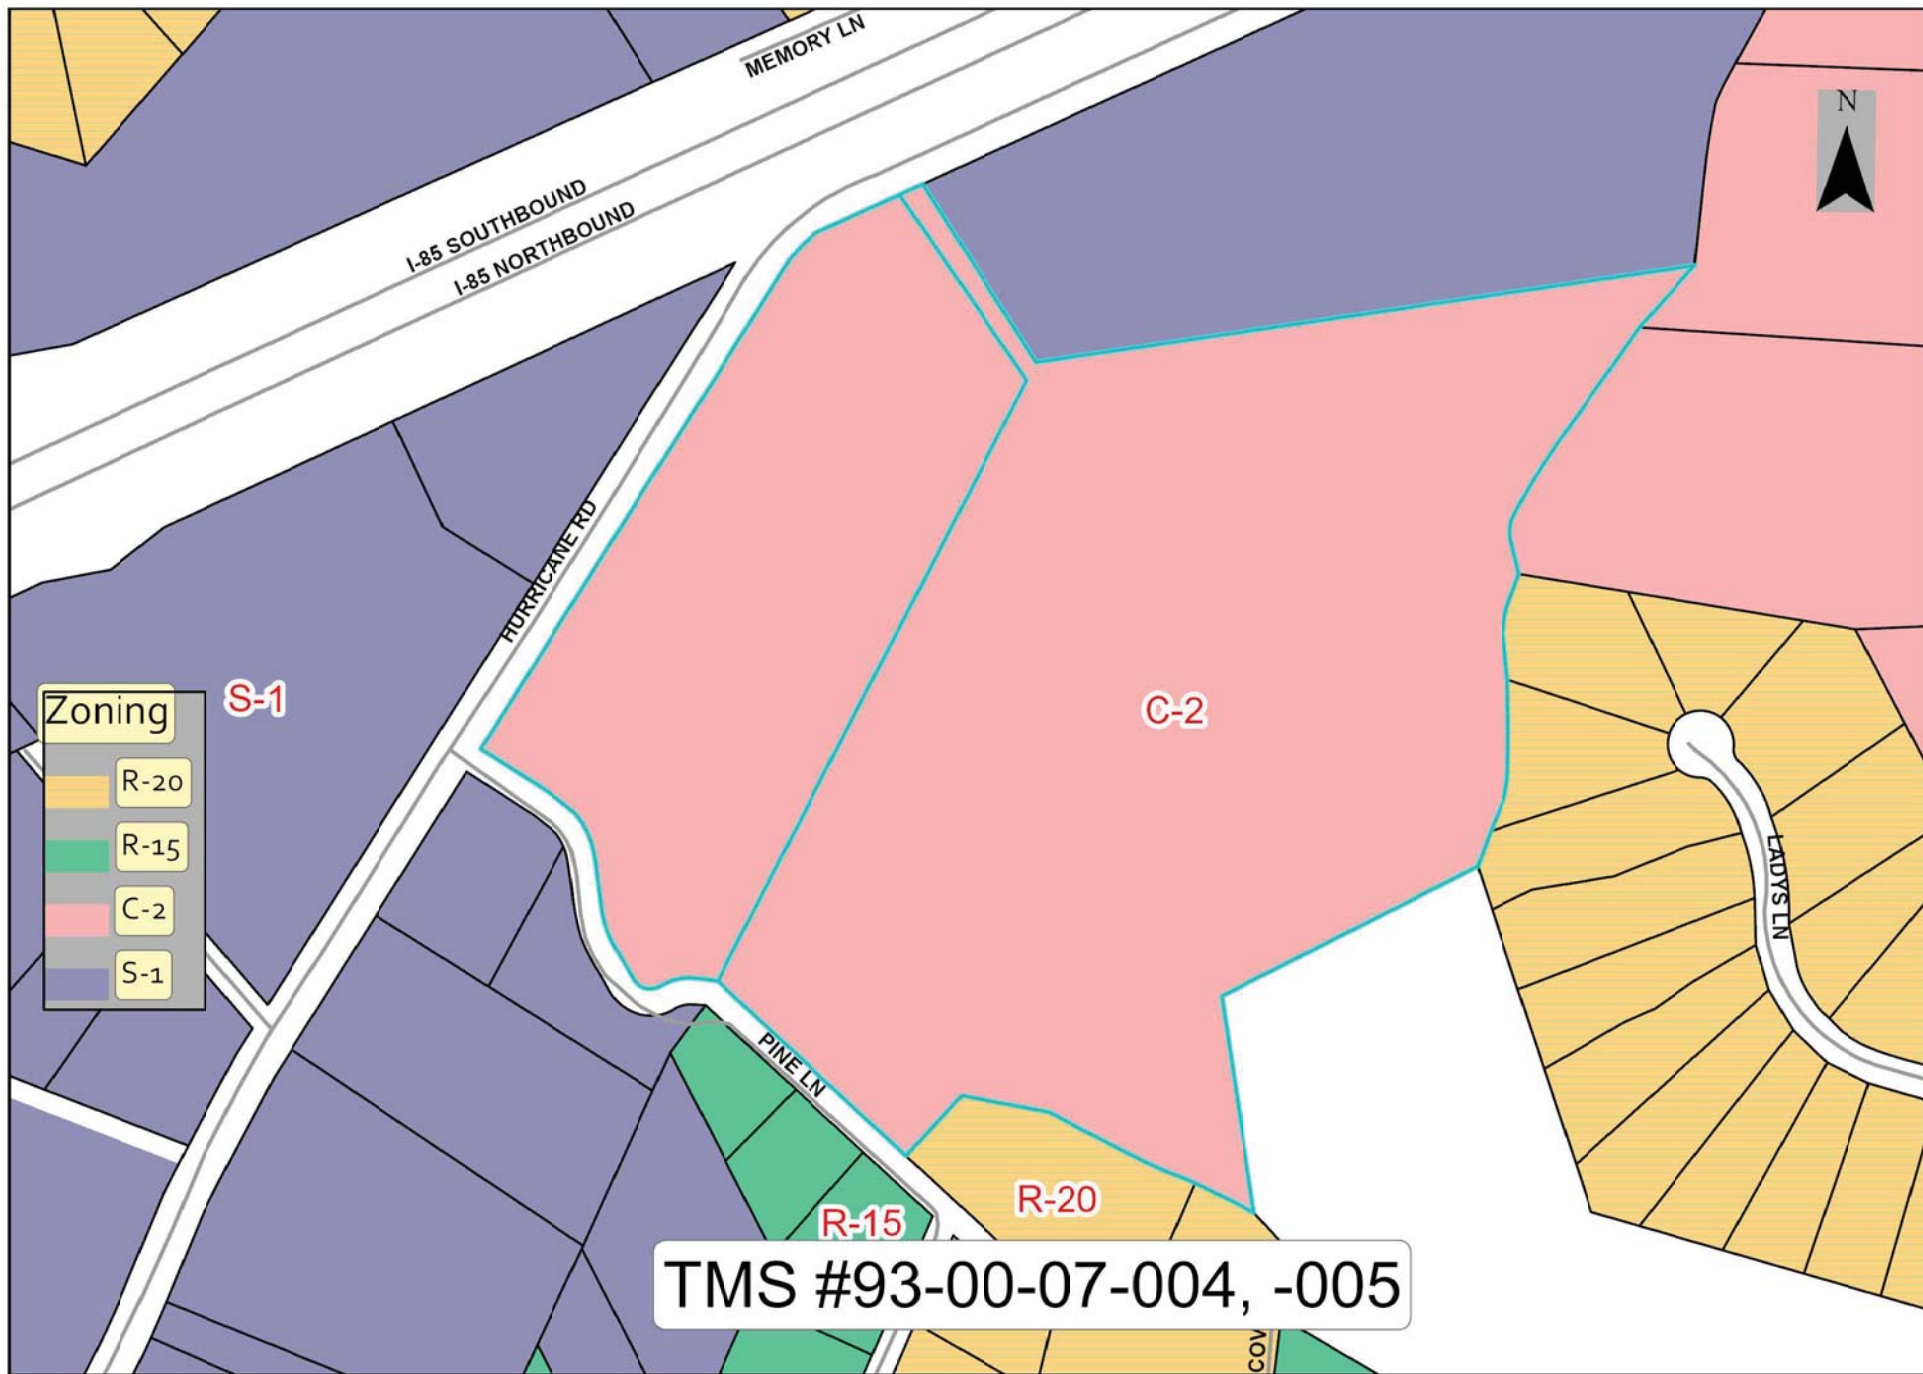 MEMORY LN
N
I-85 SOUTHBOUND
I-85 NORTHBOUND
HURRICANE RD
S-1
C-2
Zoning
R-20
R-15
C-2
S-1
LADYS LN
PINE LN
R-20
R-15
TMS #93-00-07-004, -005
COV